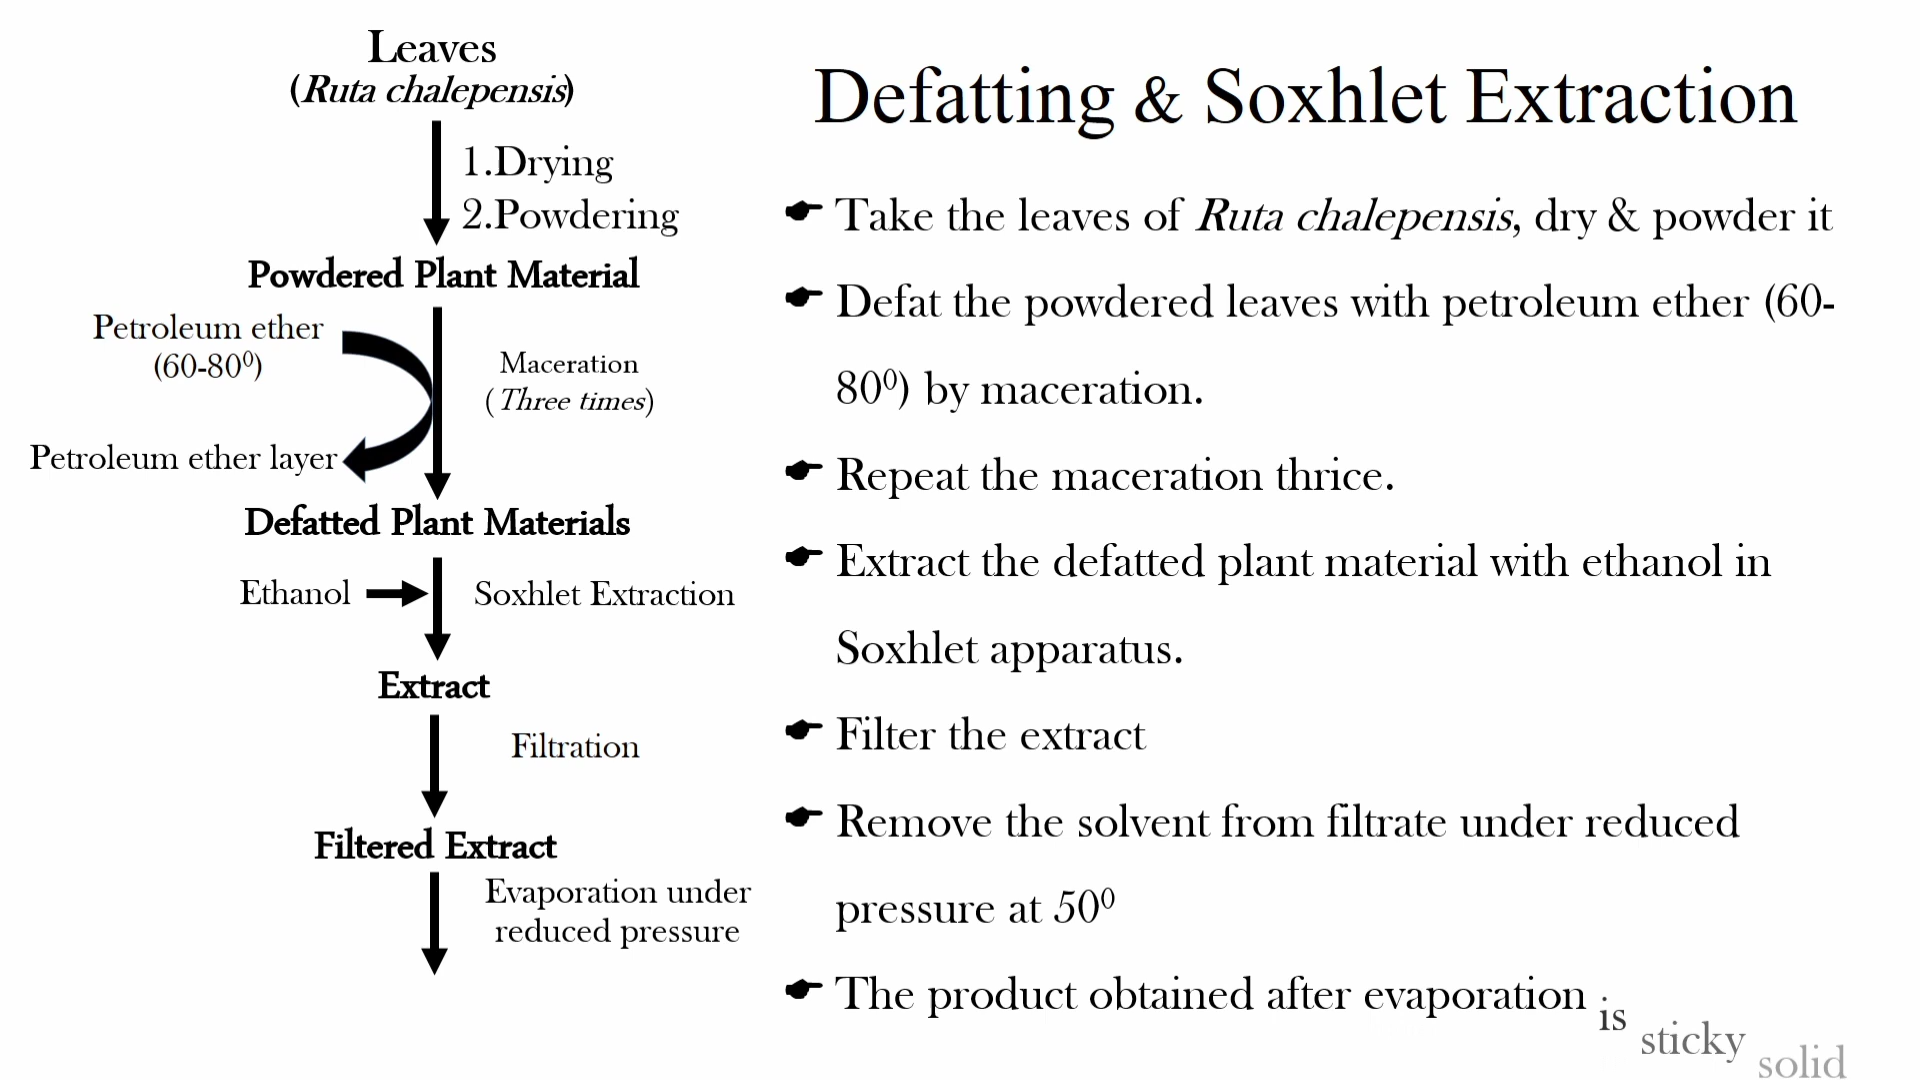 Leaves
(Ruta chalepensis)
1.Drying
2.Powdering
Powdered Plant Material
Petroleum ether
(60-80⁰)
Maceration
(Three times)
Petroleum ether layer
Defatted Plant Materials
Ethanol
Soxhlet Extraction
Extract
Filtration
Filtered Extract
Evaporation under
reduced pressure
Defatting & Soxhlet Extraction
Take the leaves of Ruta chalepensis, dry & powder it
Defat the powdered leaves with petroleum ether (60-
80⁰) by maceration.
Repeat the maceration thrice.
Extract the defatted plant material with ethanol in
Soxhlet apparatus.
Filter the extract
Remove the solvent from filtrate under reduced
pressure at 50⁰
The product obtained after evaporation is sticky solid